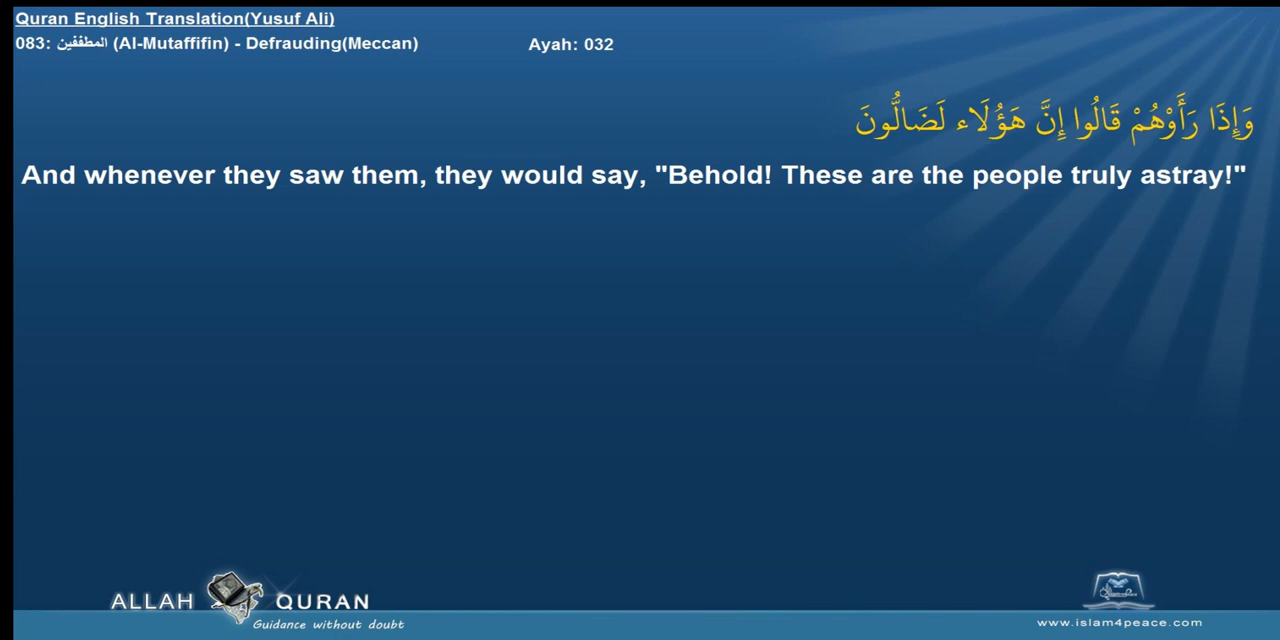 Quran English Translation(Yusuf Ali)
083: المطففين (Al-Mutaffifin) - Defrauding(Meccan) Ayah: 032
وَإِذَا رَأَوْهُمْ قَالُوا إِنَّ هَؤُلَاء لَضَالُّونَ
And whenever they saw them, they would say, "Behold! These are the people truly astray!"
ALLAH QURAN
Guidance without doubt
www.islam4peace.com